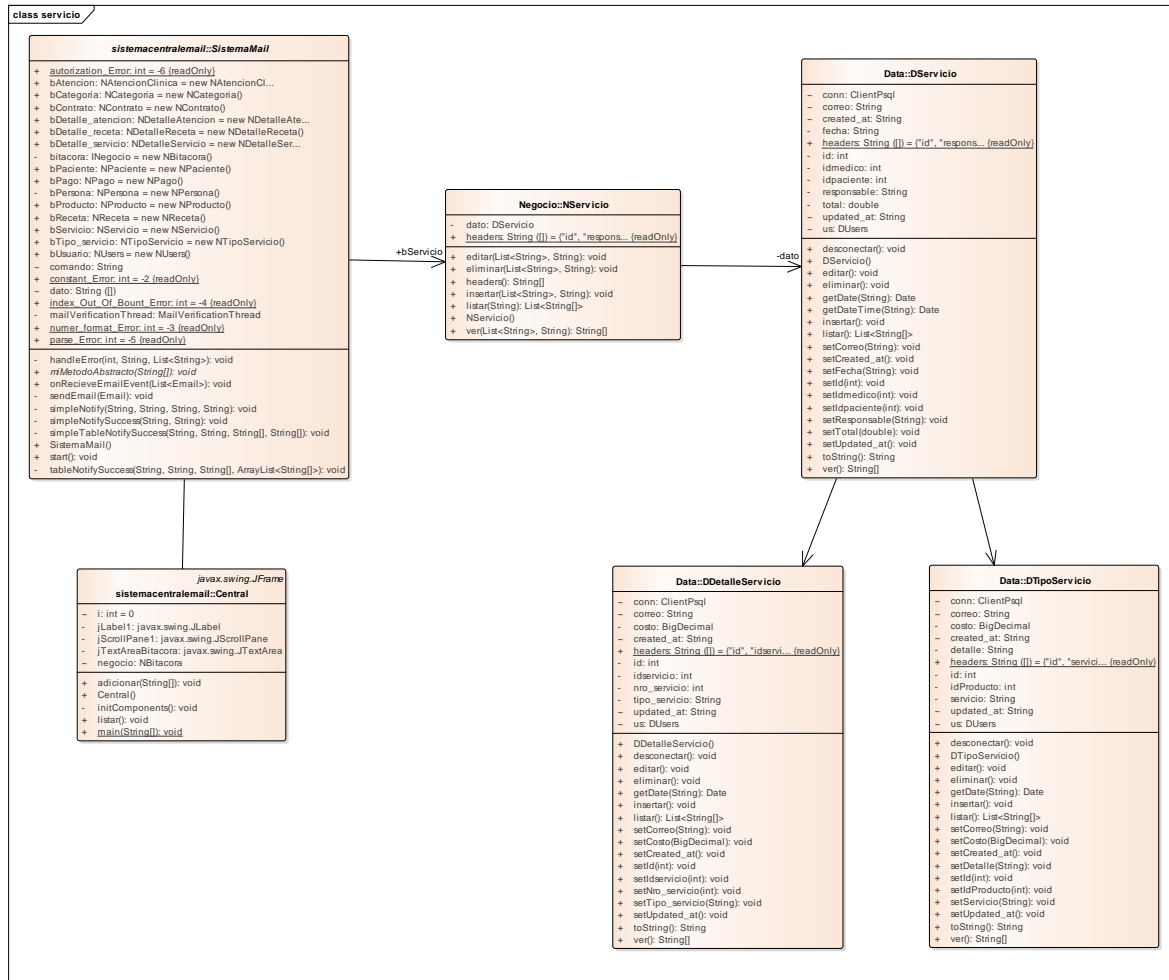 class servicio
sistemacentralemail::SistemaMail
+ autorization_Error: int = -6 {readOnly}
+ bAtencion: NAtencionClinica = new NAtencionCl...
+ bCategoria: NCategoria = new NCategoria()
+ bContrato: NContrato = new NContrato()
+ bDetalle_atencion: NDetalleAtencion = new NDetalleAte...
+ bDetalle_receta: NDetalleReceta = new NDetalleReceta()
+ bDetalle_servicio: NDetalleServicio = new NDetalleSer...
- bitacora: INegocio = new NBitacora()
+ bPaciente: NPaciente = new NPaciente()
+ bPago: NPago = new NPago()
- bPersona: NPersona = new NPersona()
+ bProducto: NProducto = new NProducto()
+ bReceta: NReceta = new NReceta()
+ bServicio: NServicio = new NServicio()
+ bTipo_servicio: NTipoServicio = new NTipoServicio()
+ bUsuario: NUsers = new NUsers()
~ comando: String
+ constant_Error: int = -2 {readOnly}
~ dato: String ([])
+ index_Out_Of_Bount_Error: int = -4 {readOnly}
- mailVerificationThread: MailVerificationThread
+ numer_format_Error: int = -3 {readOnly}
+ parse_Error: int = -5 {readOnly}
- handleError(int, String, List<String>): void
+ miMetodoAbstracto(String[]): void
+ onRecieveEmailEvent(List<Email>): void
- sendEmail(Email): void
- simpleNotify(String, String, String, String): void
- simpleNotifySuccess(String, String): void
- simpleTableNotifySuccess(String, String, String[], String[]): void
+ SistemaMail()
+ start(): void
- tableNotifySuccess(String, String, String[], ArrayList<String[]>): void
+bServicio
Negocio::NServicio
- dato: DServicio
+ headers: String ([]) = {"id", "respons... {readOnly}
+ editar(List<String>, String): void
+ eliminar(List<String>, String): void
+ headers(): String[]
+ insertar(List<String>, String): void
+ listar(String): List<String[]>
+ NServicio()
+ ver(List<String>, String): String[]
-dato
Data::DServicio
~ conn: ClientPsql
~ correo: String
~ created_at: String
- fecha: String
+ headers: String ([]) = {"id", "respons... {readOnly}
- id: int
- idmedico: int
- idpaciente: int
- responsable: String
- total: double
~ updated_at: String
~ us: DUsers
+ desconectar(): void
+ DServicio()
+ editar(): void
+ eliminar(): void
+ getDate(String): Date
+ getDateTime(String): Date
+ insertar(): void
+ listar(): List<String[]>
+ setCorreo(String): void
+ setCreated_at(): void
+ setFecha(String): void
+ setId(int): void
+ setIdmedico(int): void
+ setIdpaciente(int): void
+ setResponsable(String): void
+ setTotal(double): void
+ setUpdated_at(): void
+ toString(): String
+ ver(): String[]
javax.swing.JFrame
sistemacentralemail::Central
~ i: int = 0
- jLabel1: javax.swing.JLabel
- jScrollPane1: javax.swing.JScrollPane
- jTextAreaBitacora: javax.swing.JTextArea
~ negocio: NBitacora
+ adicionar(String[]): void
+ Central()
- initComponents(): void
+ listar(): void
+ main(String[]): void
Data::DDetalleServicio
~ conn: ClientPsql
~ correo: String
- costo: BigDecimal
~ created_at: String
+ headers: String ([]) = {"id", "idservi... {readOnly}
- id: int
- idservicio: int
- nro_servicio: int
- tipo_servicio: String
~ updated_at: String
~ us: DUsers
+ DDetalleServicio()
+ desconectar(): void
+ editar(): void
+ eliminar(): void
+ getDate(String): Date
+ insertar(): void
+ listar(): List<String[]>
+ setCorreo(String): void
+ setCosto(BigDecimal): void
+ setCreated_at(): void
+ setId(int): void
+ setIdservicio(int): void
+ setNro_servicio(int): void
+ setTipo_servicio(String): void
+ setUpdated_at(): void
+ toString(): String
+ ver(): String[]
Data::DTipoServicio
~ conn: ClientPsql
~ correo: String
- costo: BigDecimal
~ created_at: String
- detalle: String
+ headers: String ([]) = {"id", "servici... {readOnly}
- id: int
- idProducto: int
- servicio: String
~ updated_at: String
~ us: DUsers
+ desconectar(): void
+ DTipoServicio()
+ editar(): void
+ eliminar(): void
+ getDate(String): Date
+ insertar(): void
+ listar(): List<String[]>
+ setCorreo(String): void
+ setCosto(BigDecimal): void
+ setCreated_at(): void
+ setDetalle(String): void
+ setId(int): void
+ setIdProducto(int): void
+ setServicio(String): void
+ setUpdated_at(): void
+ toString(): String
+ ver(): String[]